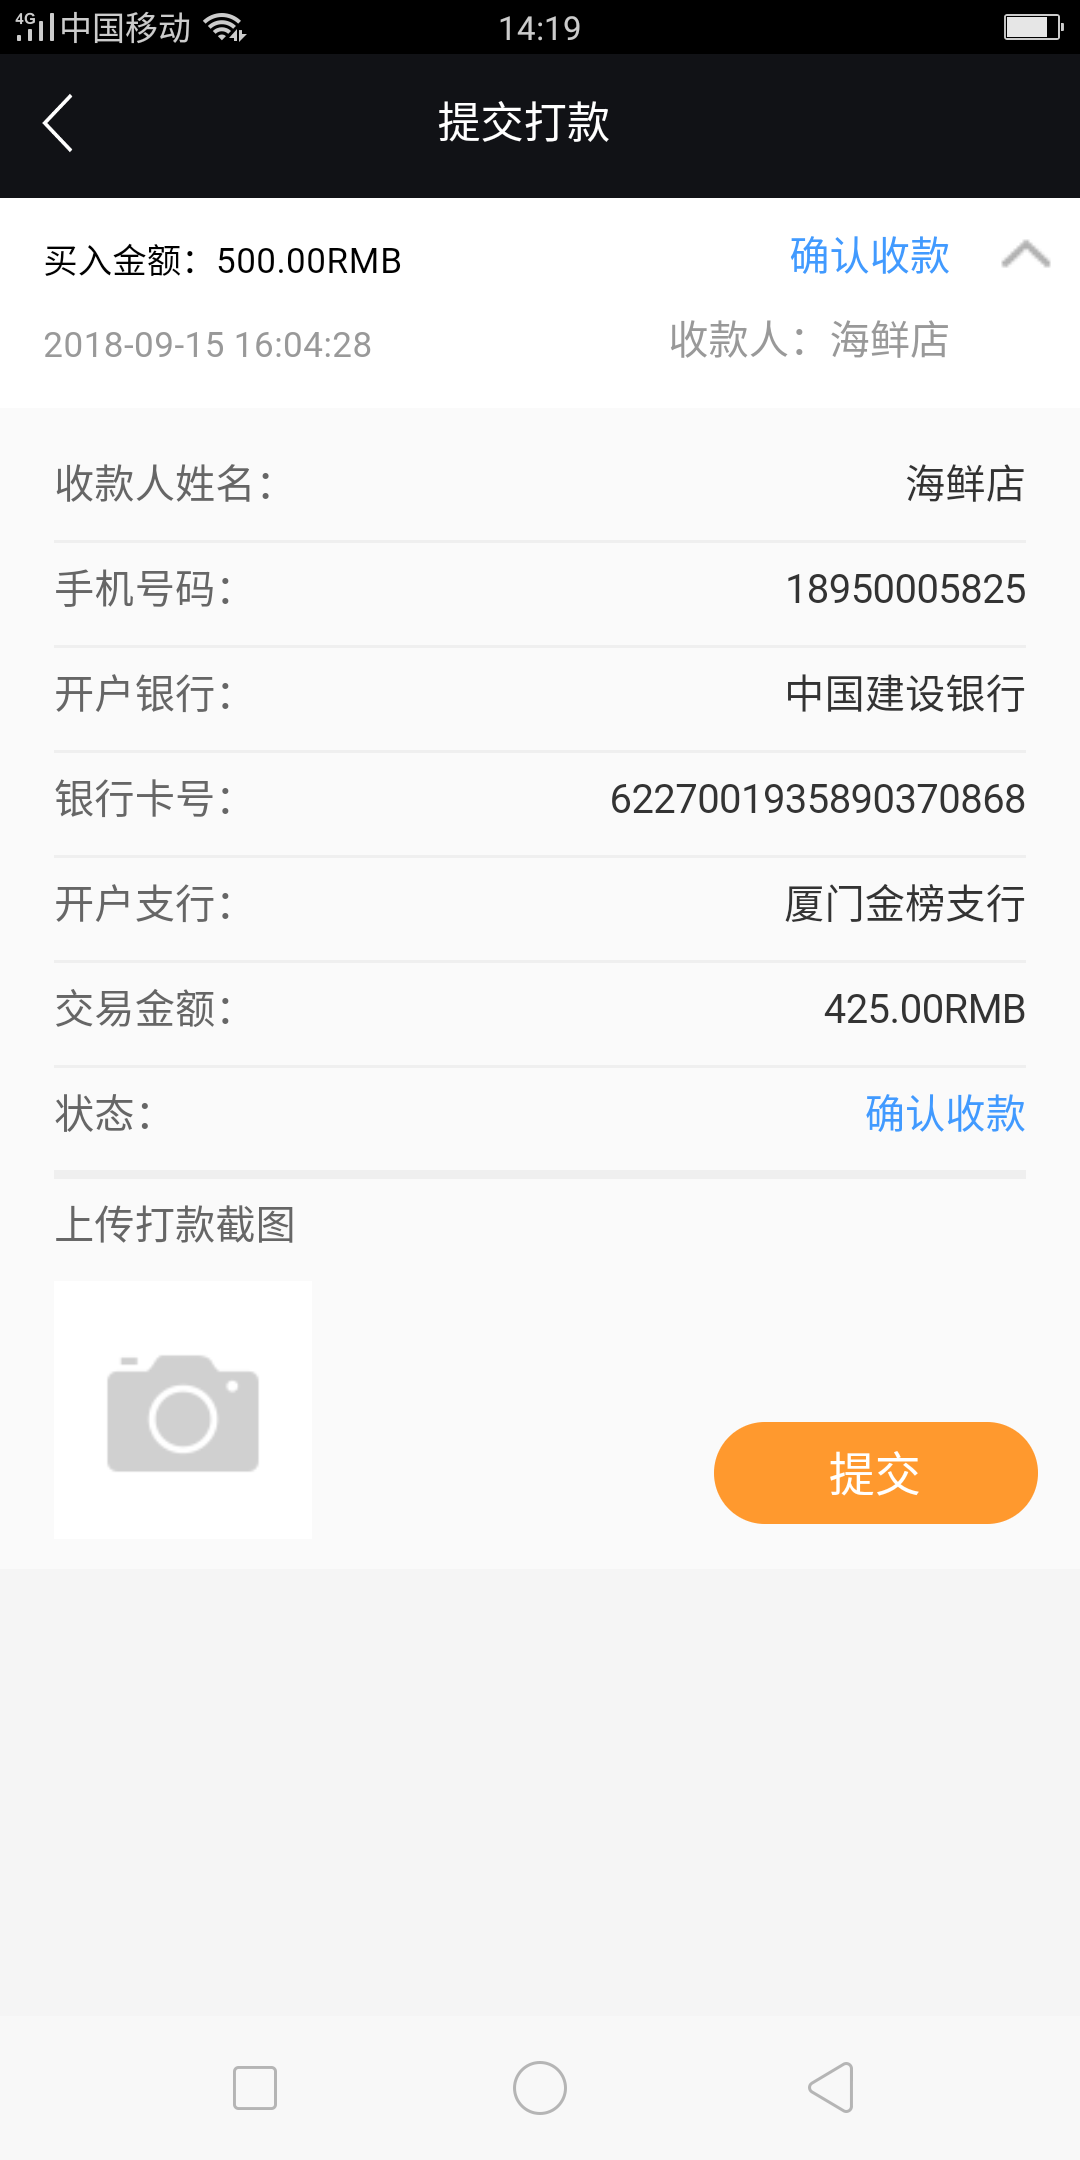 4G 中国移动 14:19
提交打款
买入金额：500.00RMB 确认收款
2018-09-15 16:04:28 收款人：海鲜店
收款人姓名： 海鲜店
手机号码： 18950005825
开户银行： 中国建设银行
银行卡号： 6227001935890370868
开户支行： 厦门金榜支行
交易金额： 425.00RMB
状态： 确认收款
上传打款截图
提交